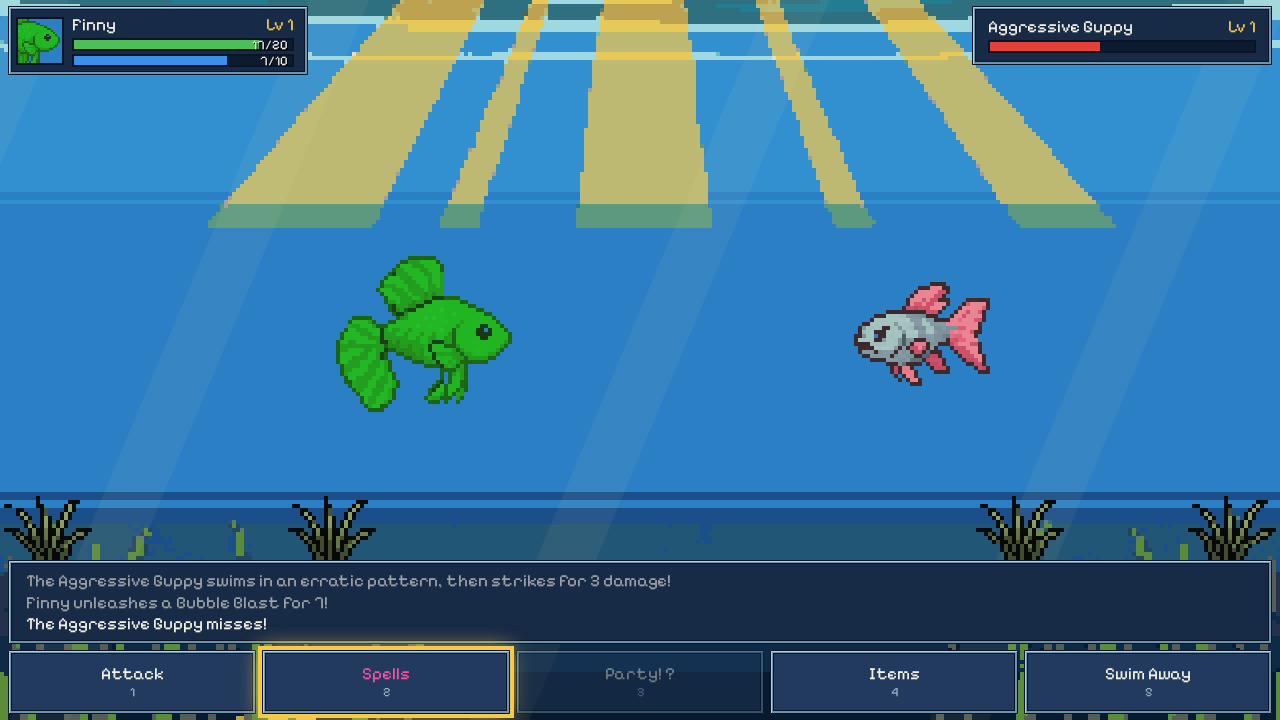 Finny Lv 1
17/20
7/10
Aggressive Guppy Lv 1
The Aggressive Guppy swims in an erratic pattern, then strikes for 3 damage!
Finny unleashes a Bubble Blast for 7!
The Aggressive Guppy misses!
Attack
1
Spells
2
Party!?
3
Items
4
Swim Away
5